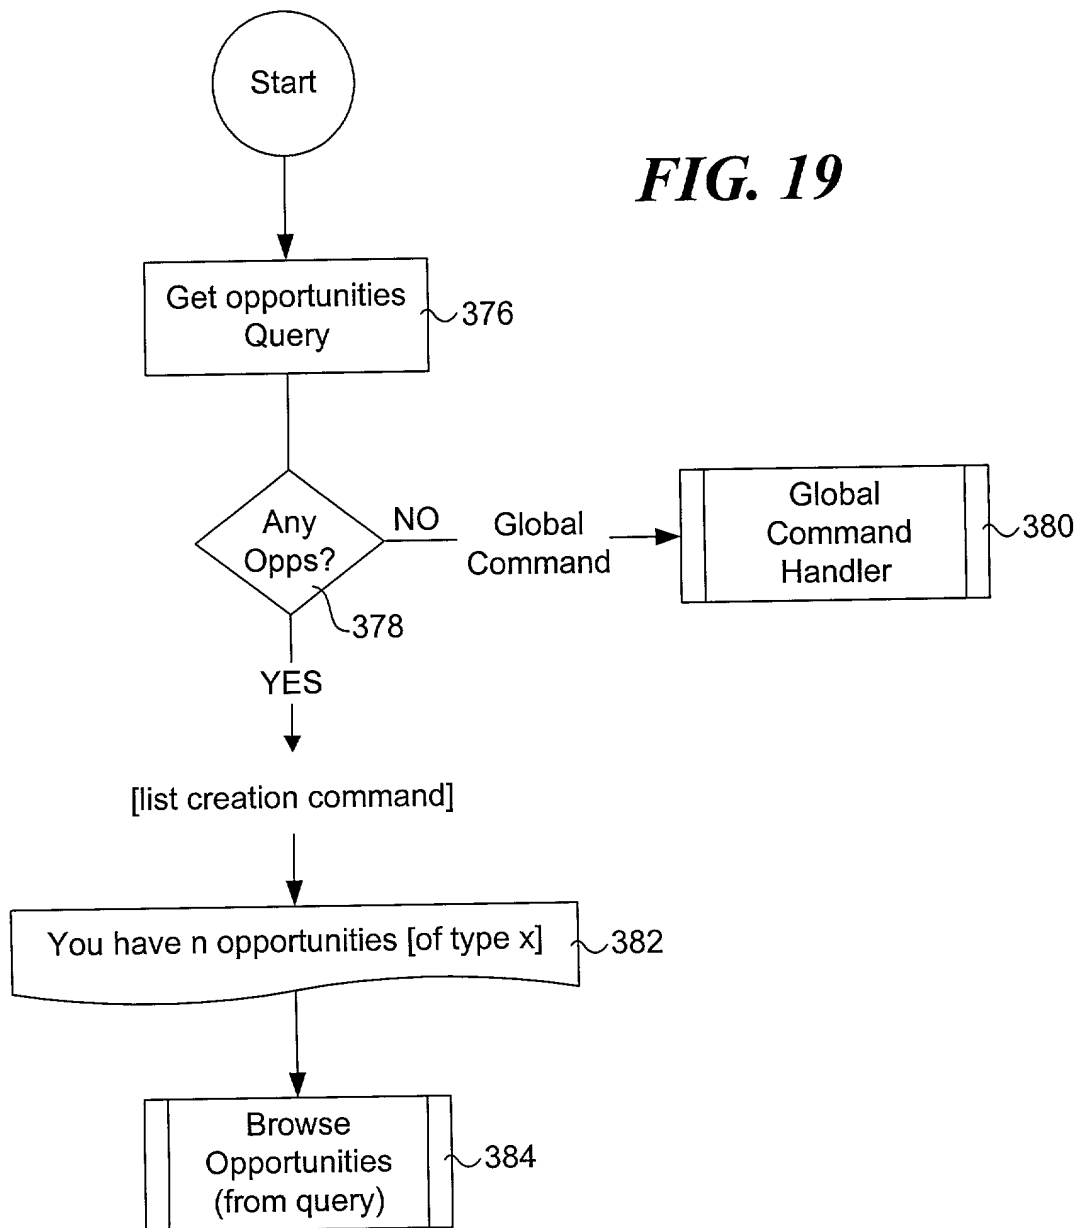 Start
FIG. 19
Get opportunities
Query
376
Any
Opps?
NO
Global
Command
Global
Command
Handler
380
378
YES
[list creation command]
You have n opportunities [of type x]
382
Browse
Opportunities
(from query)
384